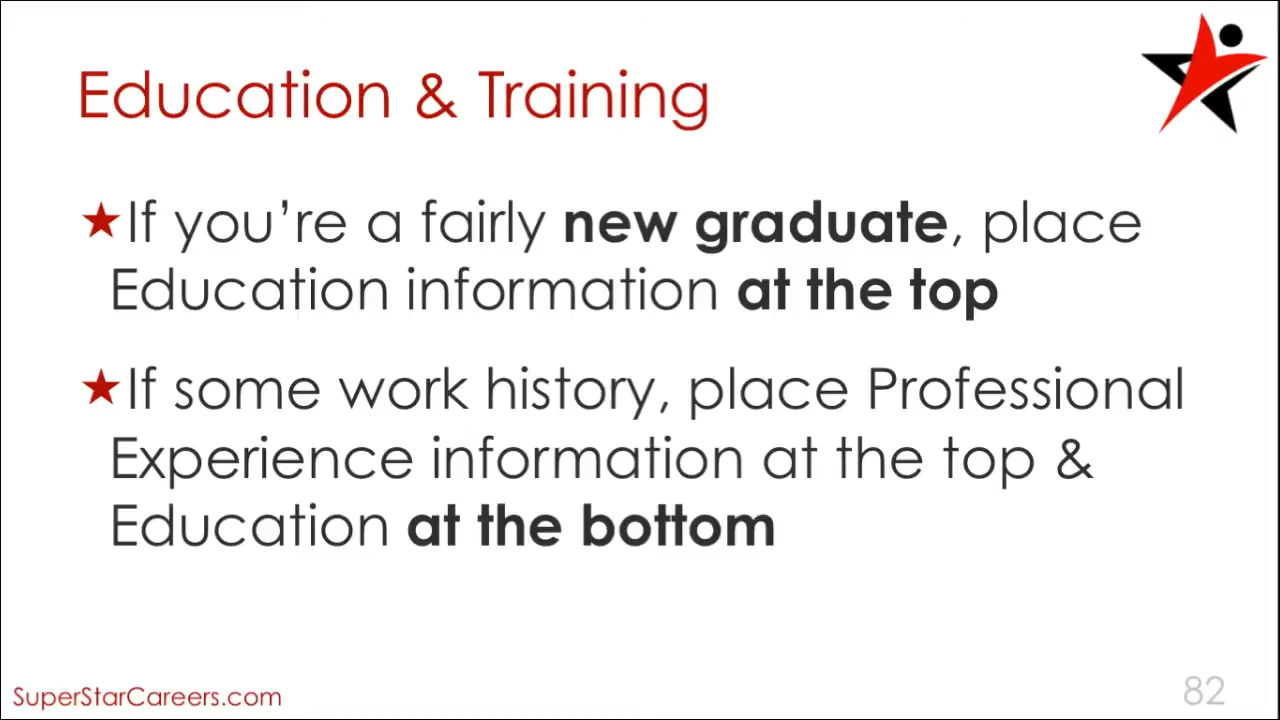 Education & Training
★If you’re a fairly new graduate, place
Education information at the top
★If some work history, place Professional
Experience information at the top &
Education at the bottom
SuperStarCareers.com
82